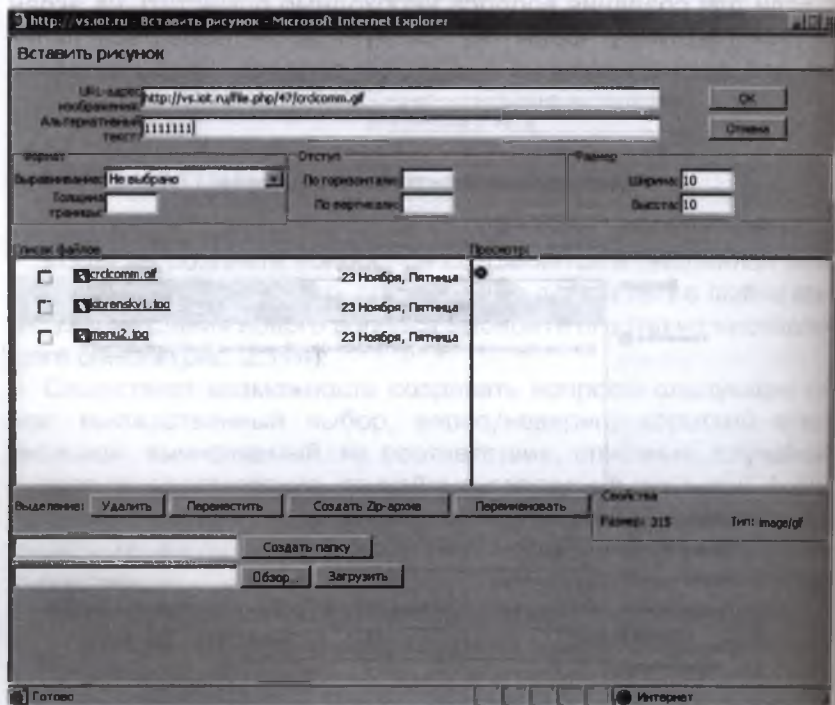 http://vs.iot.ru - Вставить рисунок - Microsoft Internet Explorer
Вставить рисунок
URL-адрес изображения: http://vs.iot.ru/file.php/47/crdcomm.gif
OK
Альтернативный текст: 1111111
Отмена
Формат
Отступ
Размер
Выравнивание: Не выбрано
По горизонтали:
Ширина: 10
Толщина границы:
По вертикали:
Высота: 10
Список файлов
Просмотр:
crdcomm.gif 23 Ноября, Пятница
23 Ноября, Пятница
menu2.jpg 23 Ноября, Пятница
Выделение: Удалить Переместить Создать Zip-архив Переименовать
Свойства
Размер: 315 Тип: image/gif
Создать папку
Обзор... Загрузить
Готово
Интернет